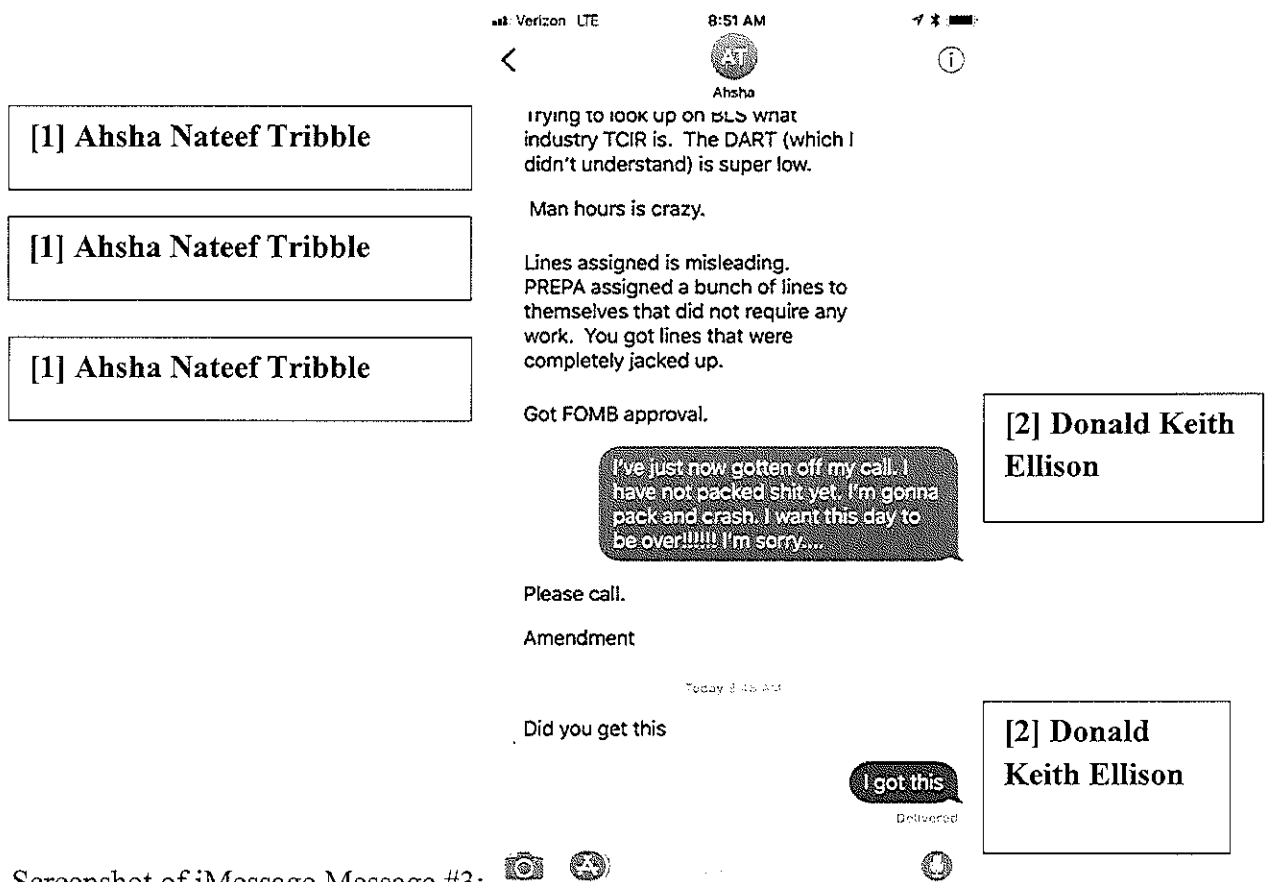 Verizon LTE 8:51 AM
AT
Ahsha
[1] Ahsha Nateef Tribble
Trying to look up on BLS what
industry TCIR is. The DART (which I
didn't understand) is super low.
Man hours is crazy.
[1] Ahsha Nateef Tribble
Lines assigned is misleading.
PREPA assigned a bunch of lines to
themselves that did not require any
work. You got lines that were
completely jacked up.
[1] Ahsha Nateef Tribble
Got FOMB approval.
[2] Donald Keith
Ellison
I've just now gotten off my call. I
have not packed shit yet. I'm gonna
pack and crash. I want this day to
be over!!!!!! I'm sorry....
Please call.
Amendment
Today
Did you get this
[2] Donald
Keith Ellison
I got this
Delivered
Screenshot of iMessage Message #3: